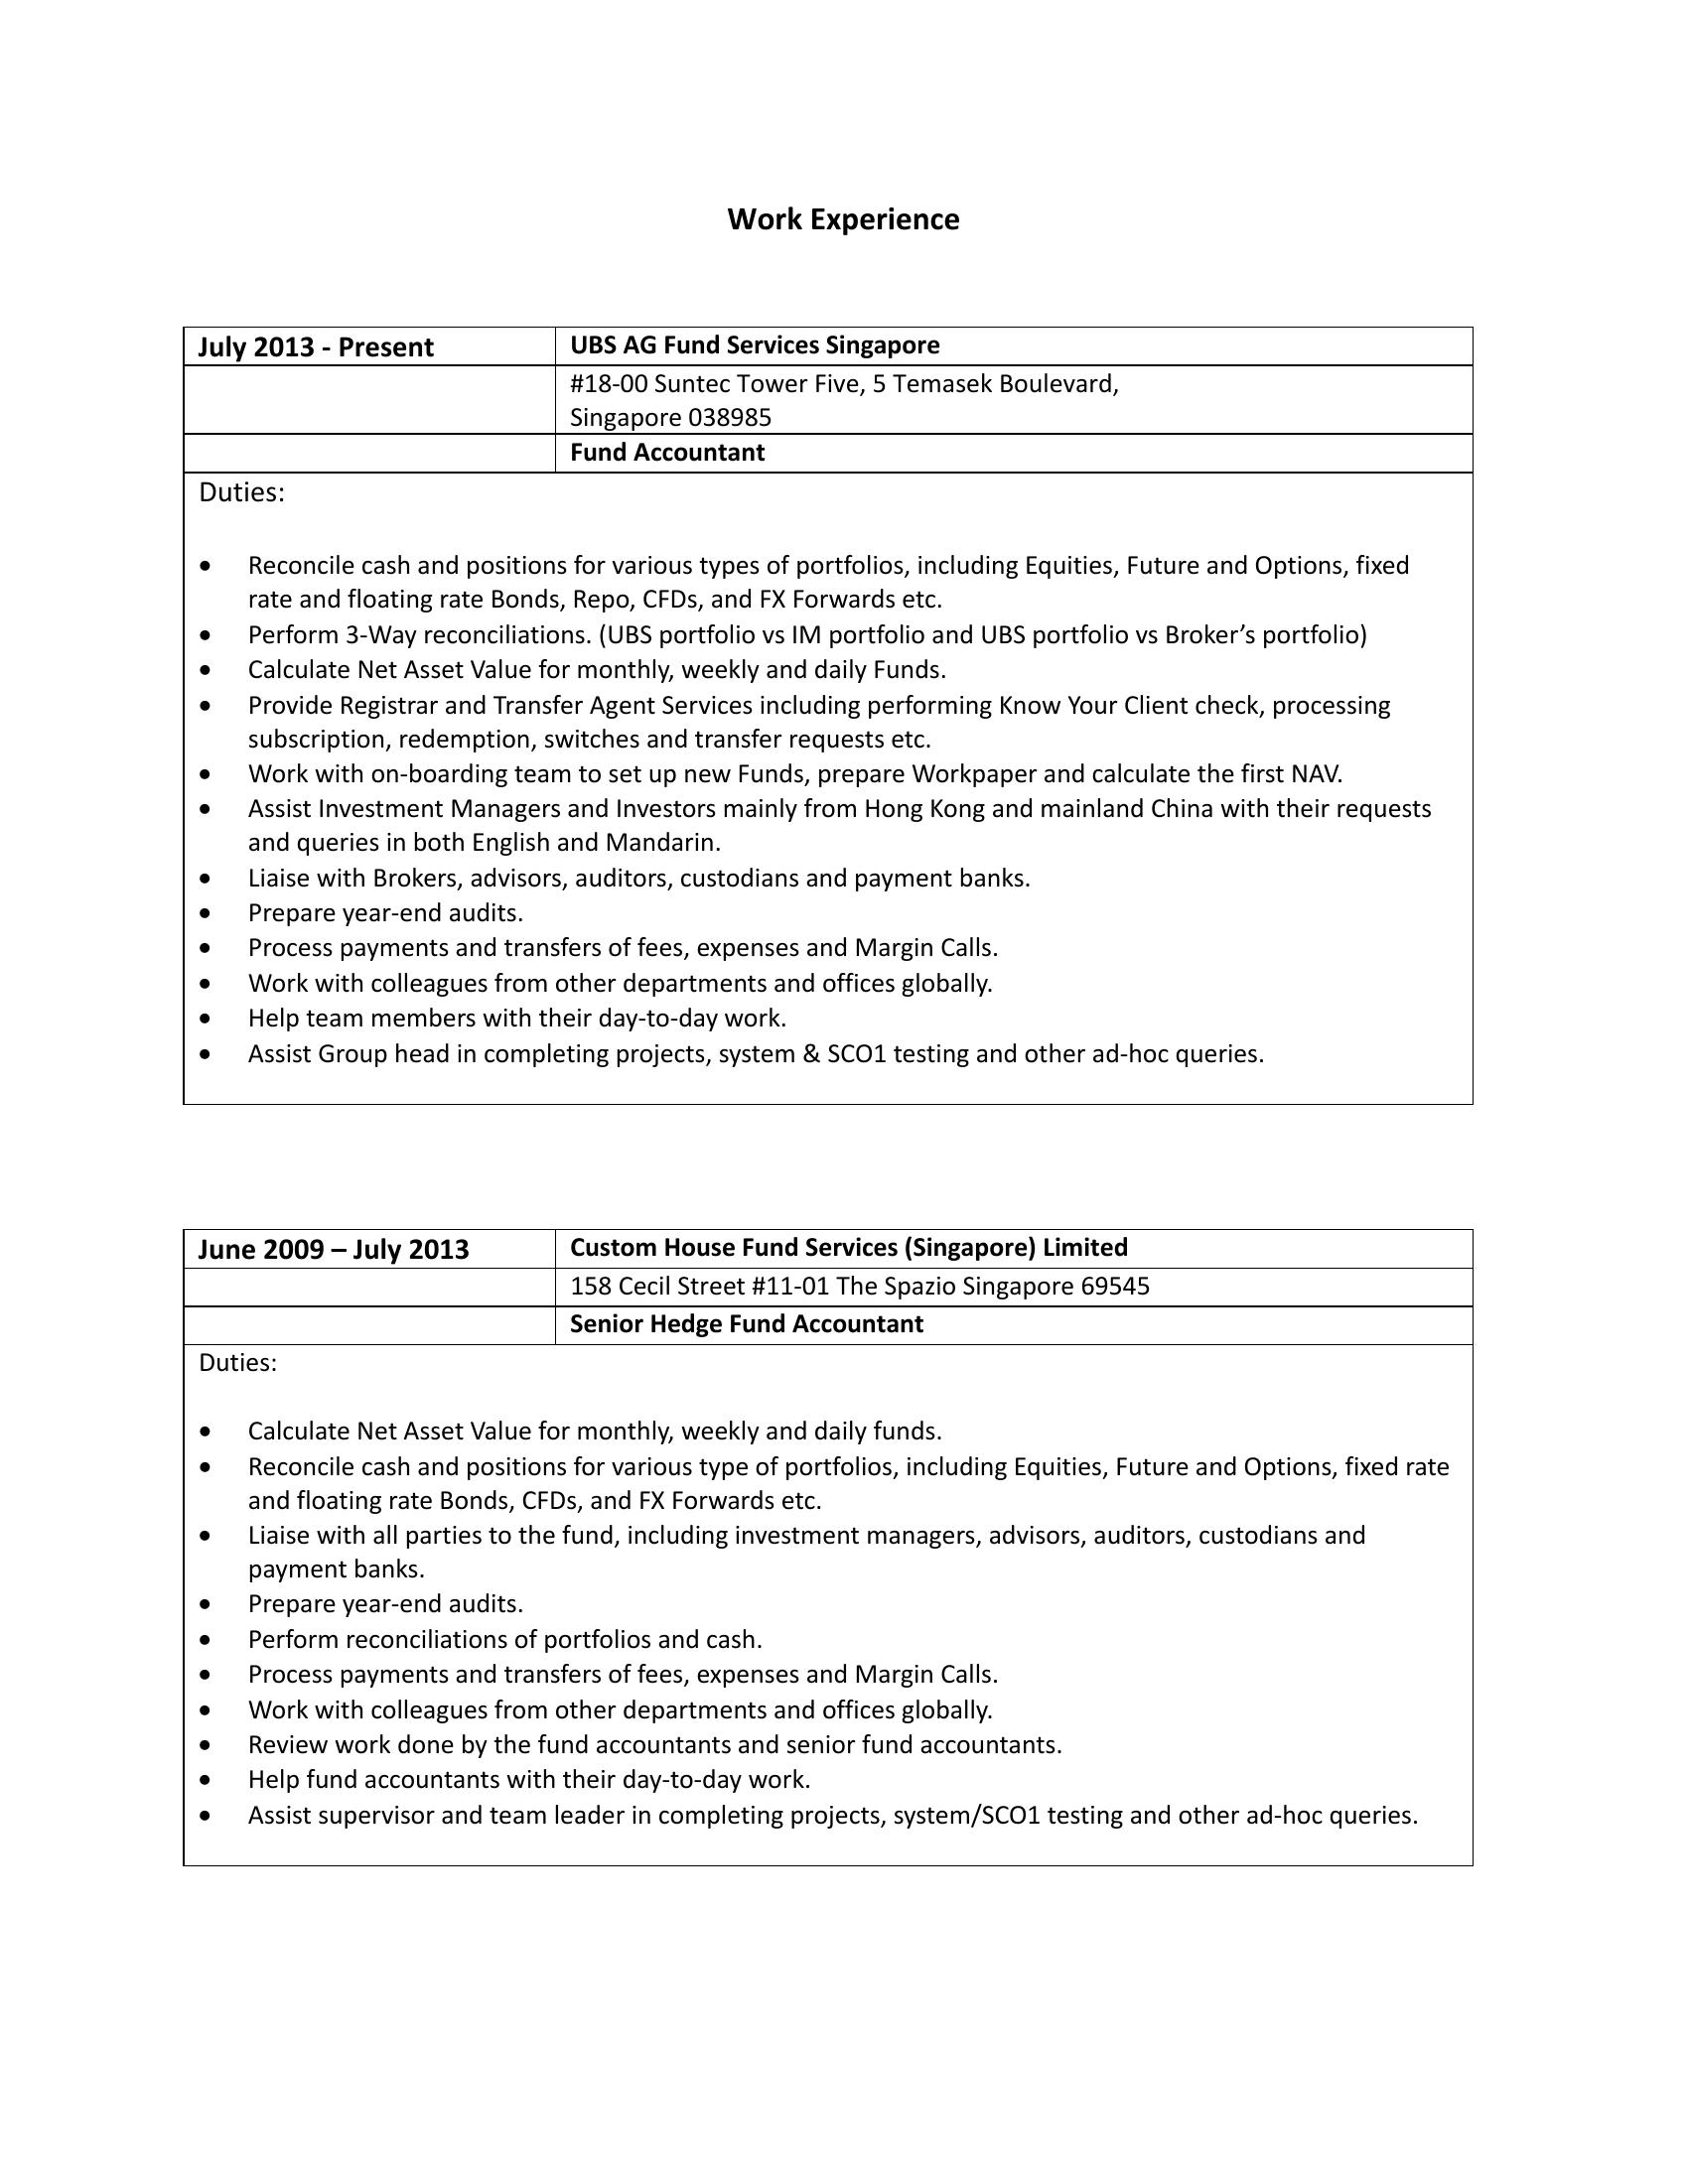 Work Experience
July 2013 - Present
UBS AG Fund Services Singapore
#18-00 Suntec Tower Five, 5 Temasek Boulevard,
Singapore 038985
Fund Accountant
Duties:
• Reconcile cash and positions for various types of portfolios, including Equities, Future and Options, fixed
rate and floating rate Bonds, Repo, CFDs, and FX Forwards etc.
• Perform 3-Way reconciliations. (UBS portfolio vs IM portfolio and UBS portfolio vs Broker’s portfolio)
• Calculate Net Asset Value for monthly, weekly and daily Funds.
• Provide Registrar and Transfer Agent Services including performing Know Your Client check, processing
subscription, redemption, switches and transfer requests etc.
• Work with on-boarding team to set up new Funds, prepare Workpaper and calculate the first NAV.
• Assist Investment Managers and Investors mainly from Hong Kong and mainland China with their requests
and queries in both English and Mandarin.
• Liaise with Brokers, advisors, auditors, custodians and payment banks.
• Prepare year-end audits.
• Process payments and transfers of fees, expenses and Margin Calls.
• Work with colleagues from other departments and offices globally.
• Help team members with their day-to-day work.
• Assist Group head in completing projects, system & SCO1 testing and other ad-hoc queries.
June 2009 – July 2013
Custom House Fund Services (Singapore) Limited
158 Cecil Street #11-01 The Spazio Singapore 69545
Senior Hedge Fund Accountant
Duties:
• Calculate Net Asset Value for monthly, weekly and daily funds.
• Reconcile cash and positions for various type of portfolios, including Equities, Future and Options, fixed rate
and floating rate Bonds, CFDs, and FX Forwards etc.
• Liaise with all parties to the fund, including investment managers, advisors, auditors, custodians and
payment banks.
• Prepare year-end audits.
• Perform reconciliations of portfolios and cash.
• Process payments and transfers of fees, expenses and Margin Calls.
• Work with colleagues from other departments and offices globally.
• Review work done by the fund accountants and senior fund accountants.
• Help fund accountants with their day-to-day work.
• Assist supervisor and team leader in completing projects, system/SCO1 testing and other ad-hoc queries.